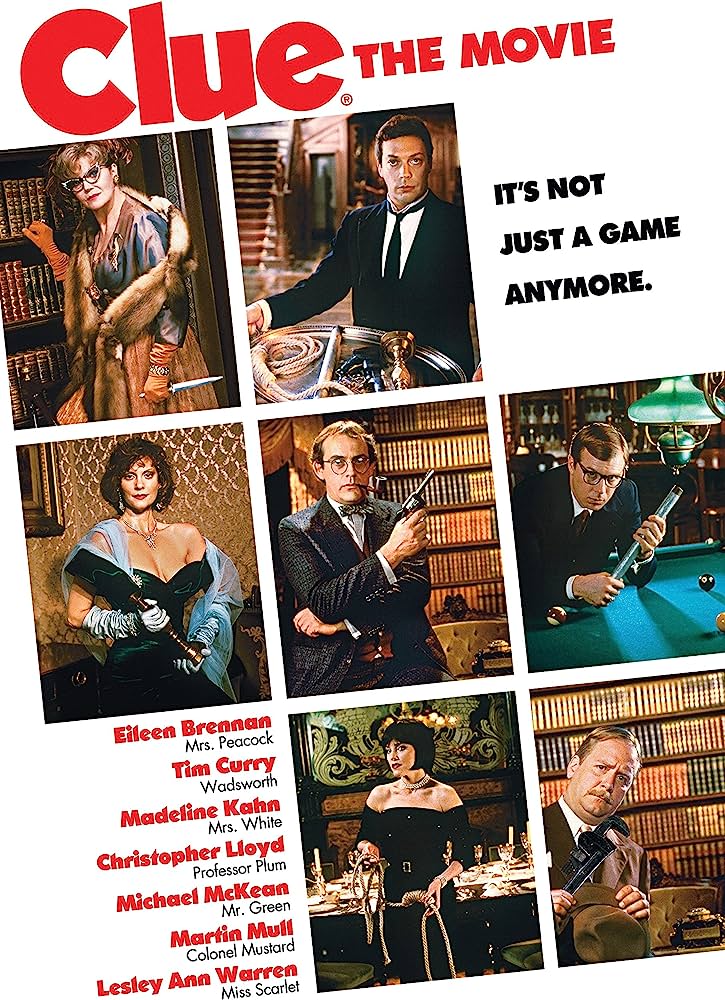 Clue® THE MOVIE
IT'S NOT
JUST A GAME
ANYMORE.
Eileen Brennan
Mrs. Peacock
Tim Curry
Wadsworth
Madeline Kahn
Mrs. White
Christopher Lloyd
Professor Plum
Michael McKean
Mr. Green
Martin Mull
Colonel Mustard
Lesley Ann Warren
Miss Scarlet